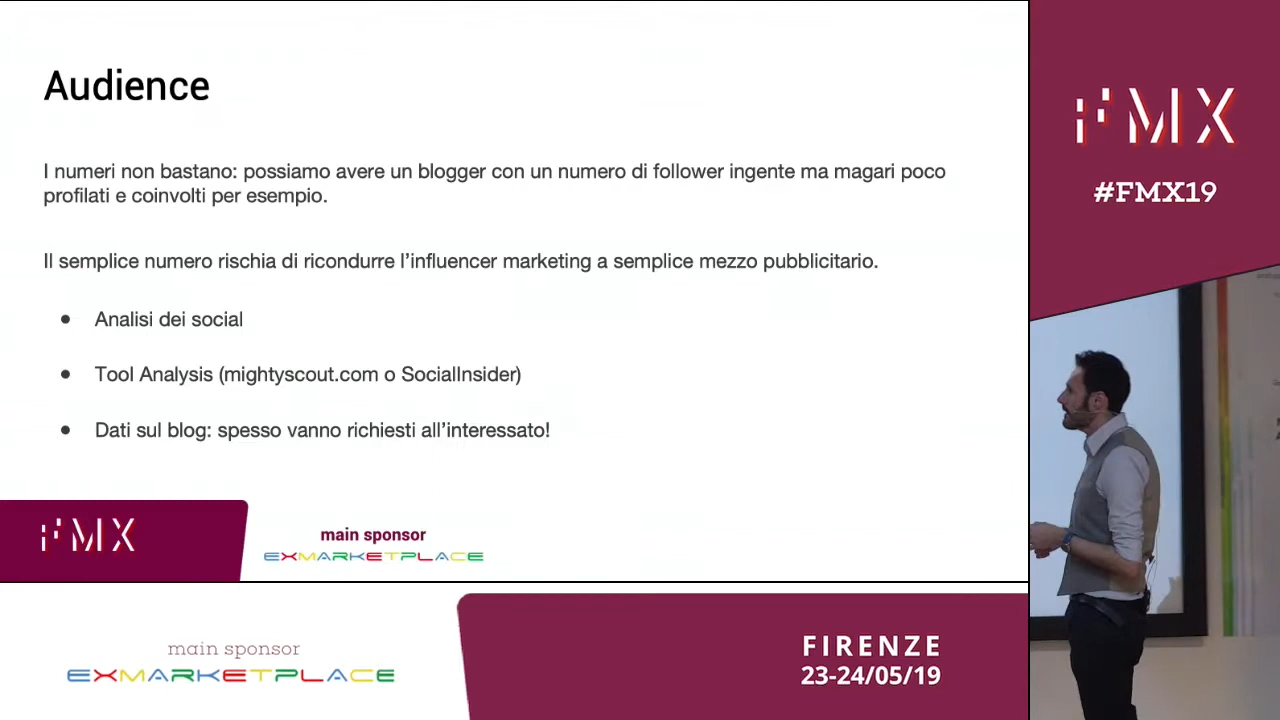 Audience
I numeri non bastano: possiamo avere un blogger con un numero di follower ingente ma magari poco
profilati e coinvolti per esempio.
Il semplice numero rischia di ricondurre l’influencer marketing a semplice mezzo pubblicitario.
● Analisi dei social
● Tool Analysis (mightyscout.com o SocialInsider)
● Dati sul blog: spesso vanno richiesti all’interessato!
FMX
main sponsor
EXMARKETPLACE
main sponsor
EXMARKETPLACE
FIRENZE
23-24/05/19
FMX
#FMX19